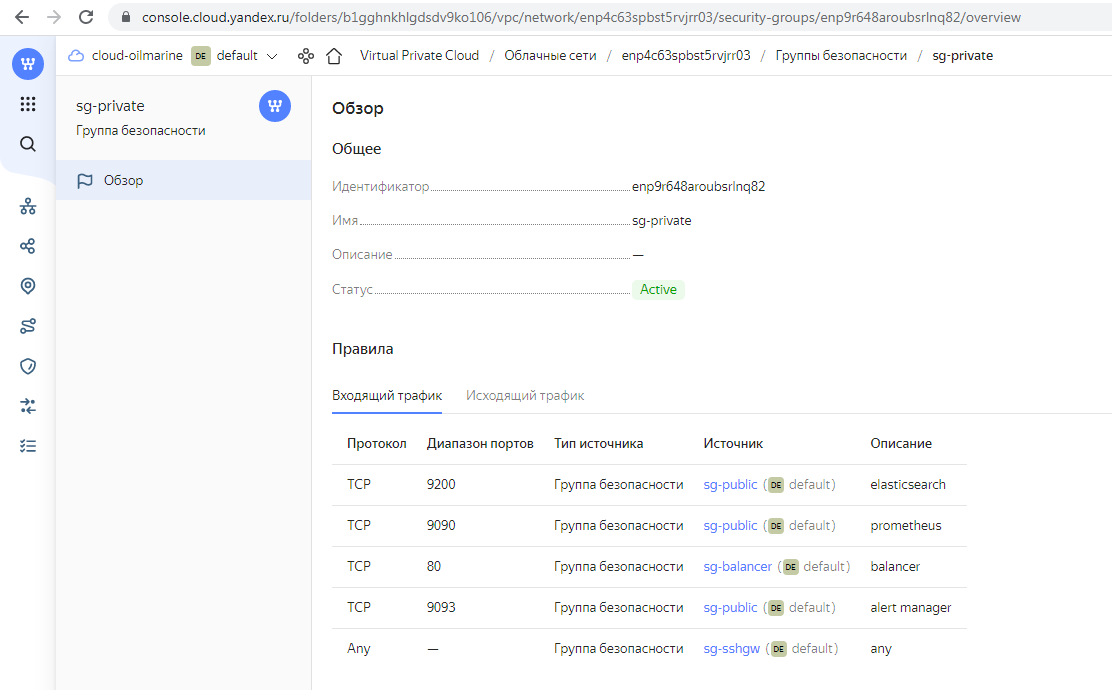 console.cloud.yandex.ru/folders/b1gghnkhlgdsdv9ko106/vpc/network/enp4c63spbst5rvjrr03/security-groups/enp9r648aroubsrlnq82/overview
cloud-oilmarine DE default Virtual Private Cloud / Облачные сети / enp4c63spbst5rvjrr03 / Группы безопасности / sg-private
sg-private
Группа безопасности
Обзор
Обзор
Общее
Идентификатор enp9r648aroubsrlnq82
Имя sg-private
Описание —
Статус Active
Правила
Входящий трафик Исходящий трафик
Протокол Диапазон портов Тип источника Источник Описание
TCP 9200 Группа безопасности sg-public (DE default) elasticsearch
TCP 9090 Группа безопасности sg-public (DE default) prometheus
TCP 80 Группа безопасности sg-balancer (DE default) balancer
TCP 9093 Группа безопасности sg-public (DE default) alert manager
Any — Группа безопасности sg-sshgw (DE default) any